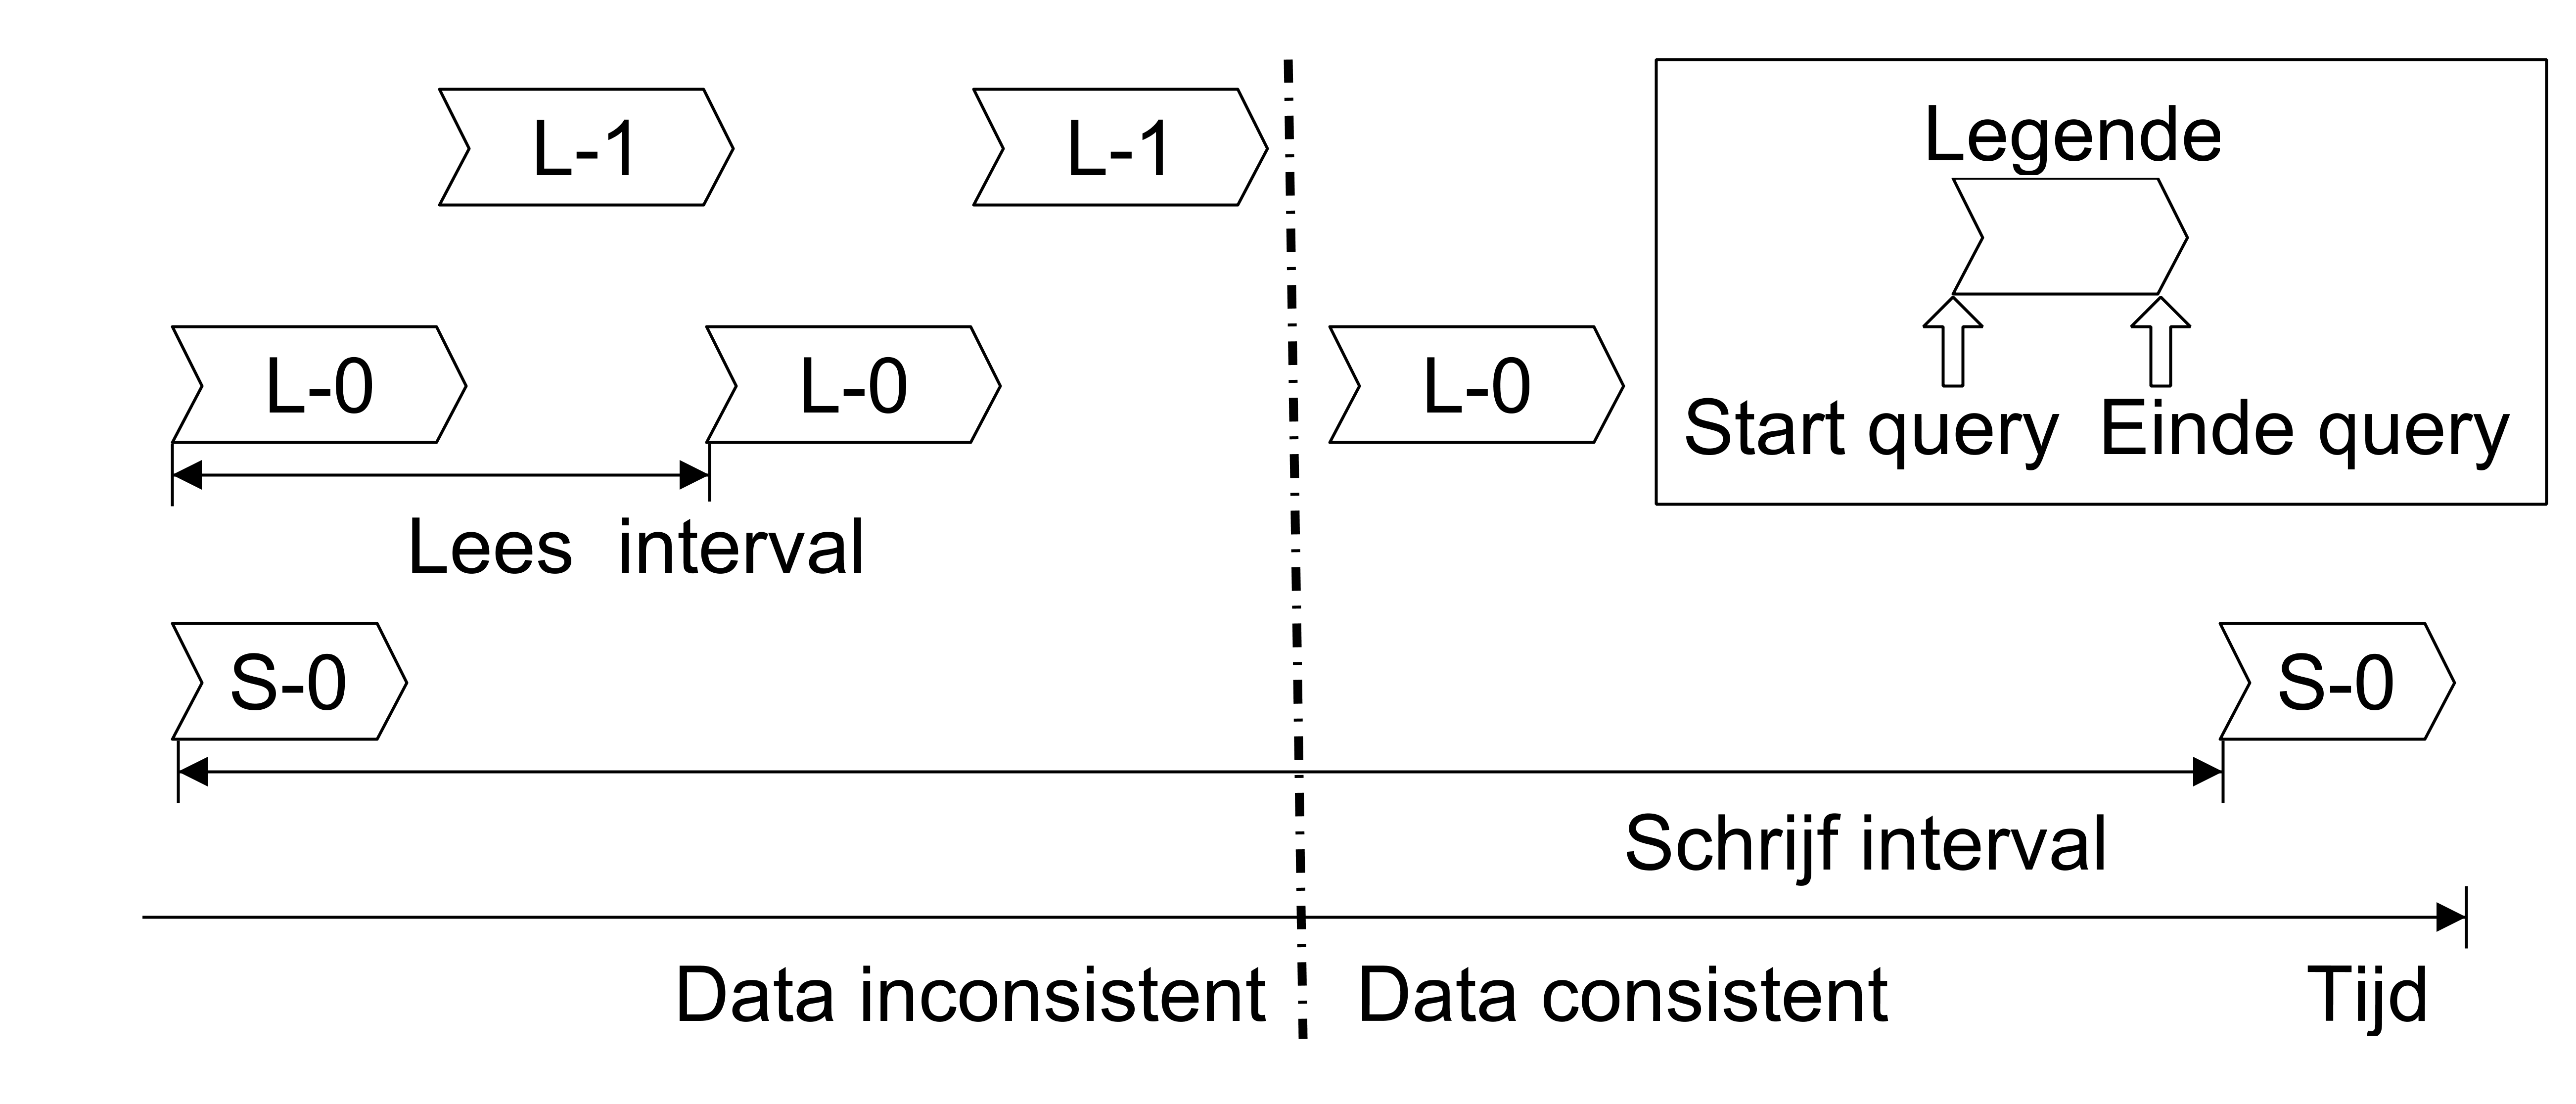 L-1
L-1
Legende
L-0
L-0
L-0
Start query
Einde query
Lees interval
S-0
S-0
Schrijf interval
Data inconsistent
Data consistent
Tijd